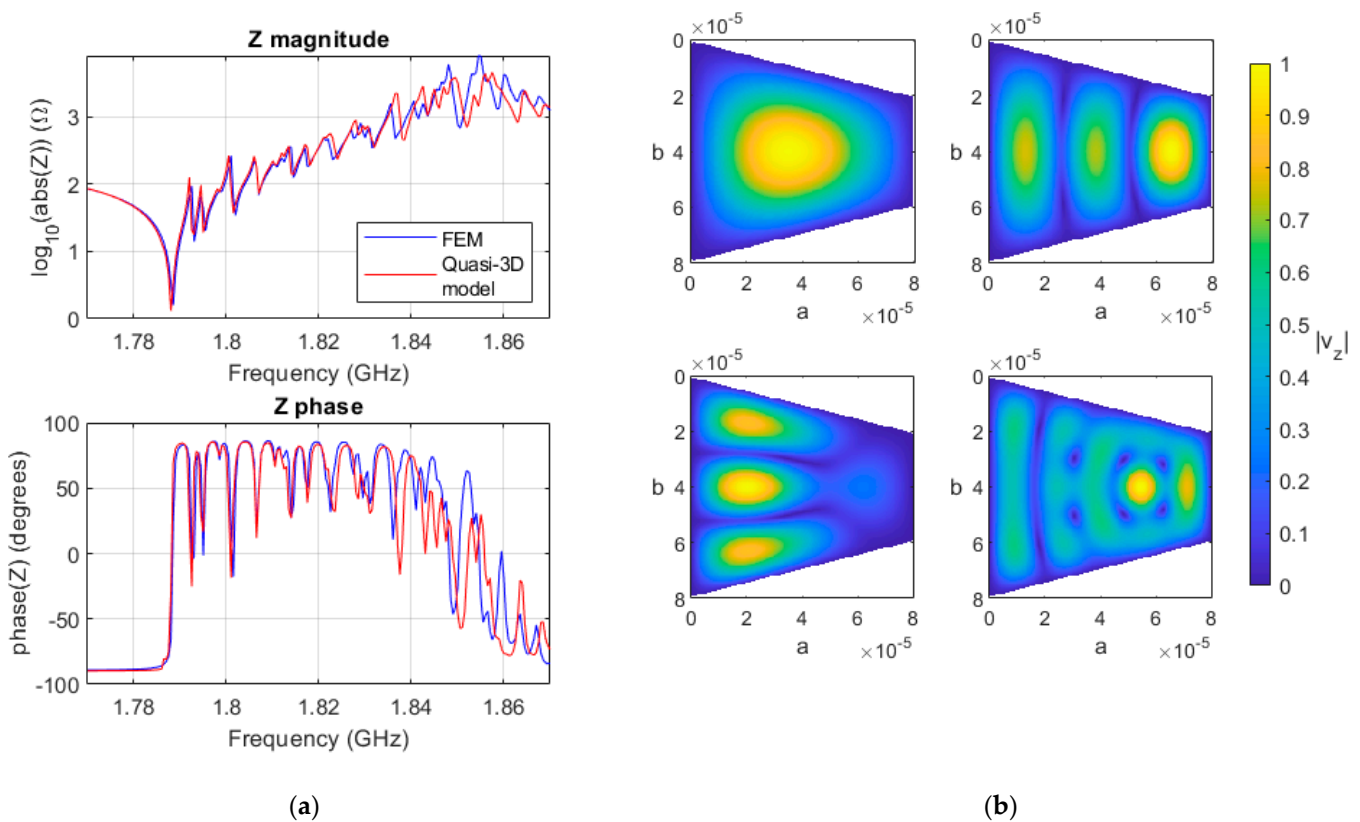 Z magnitude
log10(abs(Z)) (Ω)
3
2
1
0
FEM
Quasi-3D
model
1.78 1.8 1.82 1.84 1.86
Frequency (GHz)
Z phase
phase(Z) (degrees)
100
50
0
-50
-100
1.78 1.8 1.82 1.84 1.86
Frequency (GHz)
(a)
×10-5
0
2
b 4
6
8
0 2 4 6 8
a ×10-5
×10-5
0
2
b 4
6
8
0 2 4 6 8
a ×10-5
×10-5
0
2
b 4
6
8
0 2 4 6 8
a ×10-5
×10-5
0
2
b 4
6
8
0 2 4 6 8
a ×10-5
1
0.9
0.8
0.7
0.6
0.5
0.4
0.3
0.2
0.1
0
|vz|
(b)